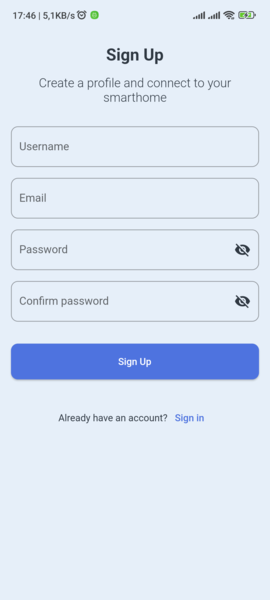 17:46 | 5,1KB/s
Sign Up
Create a profile and connect to your
smarthome
Username
Email
Password
Confirm password
Sign Up
Already have an account? Sign in